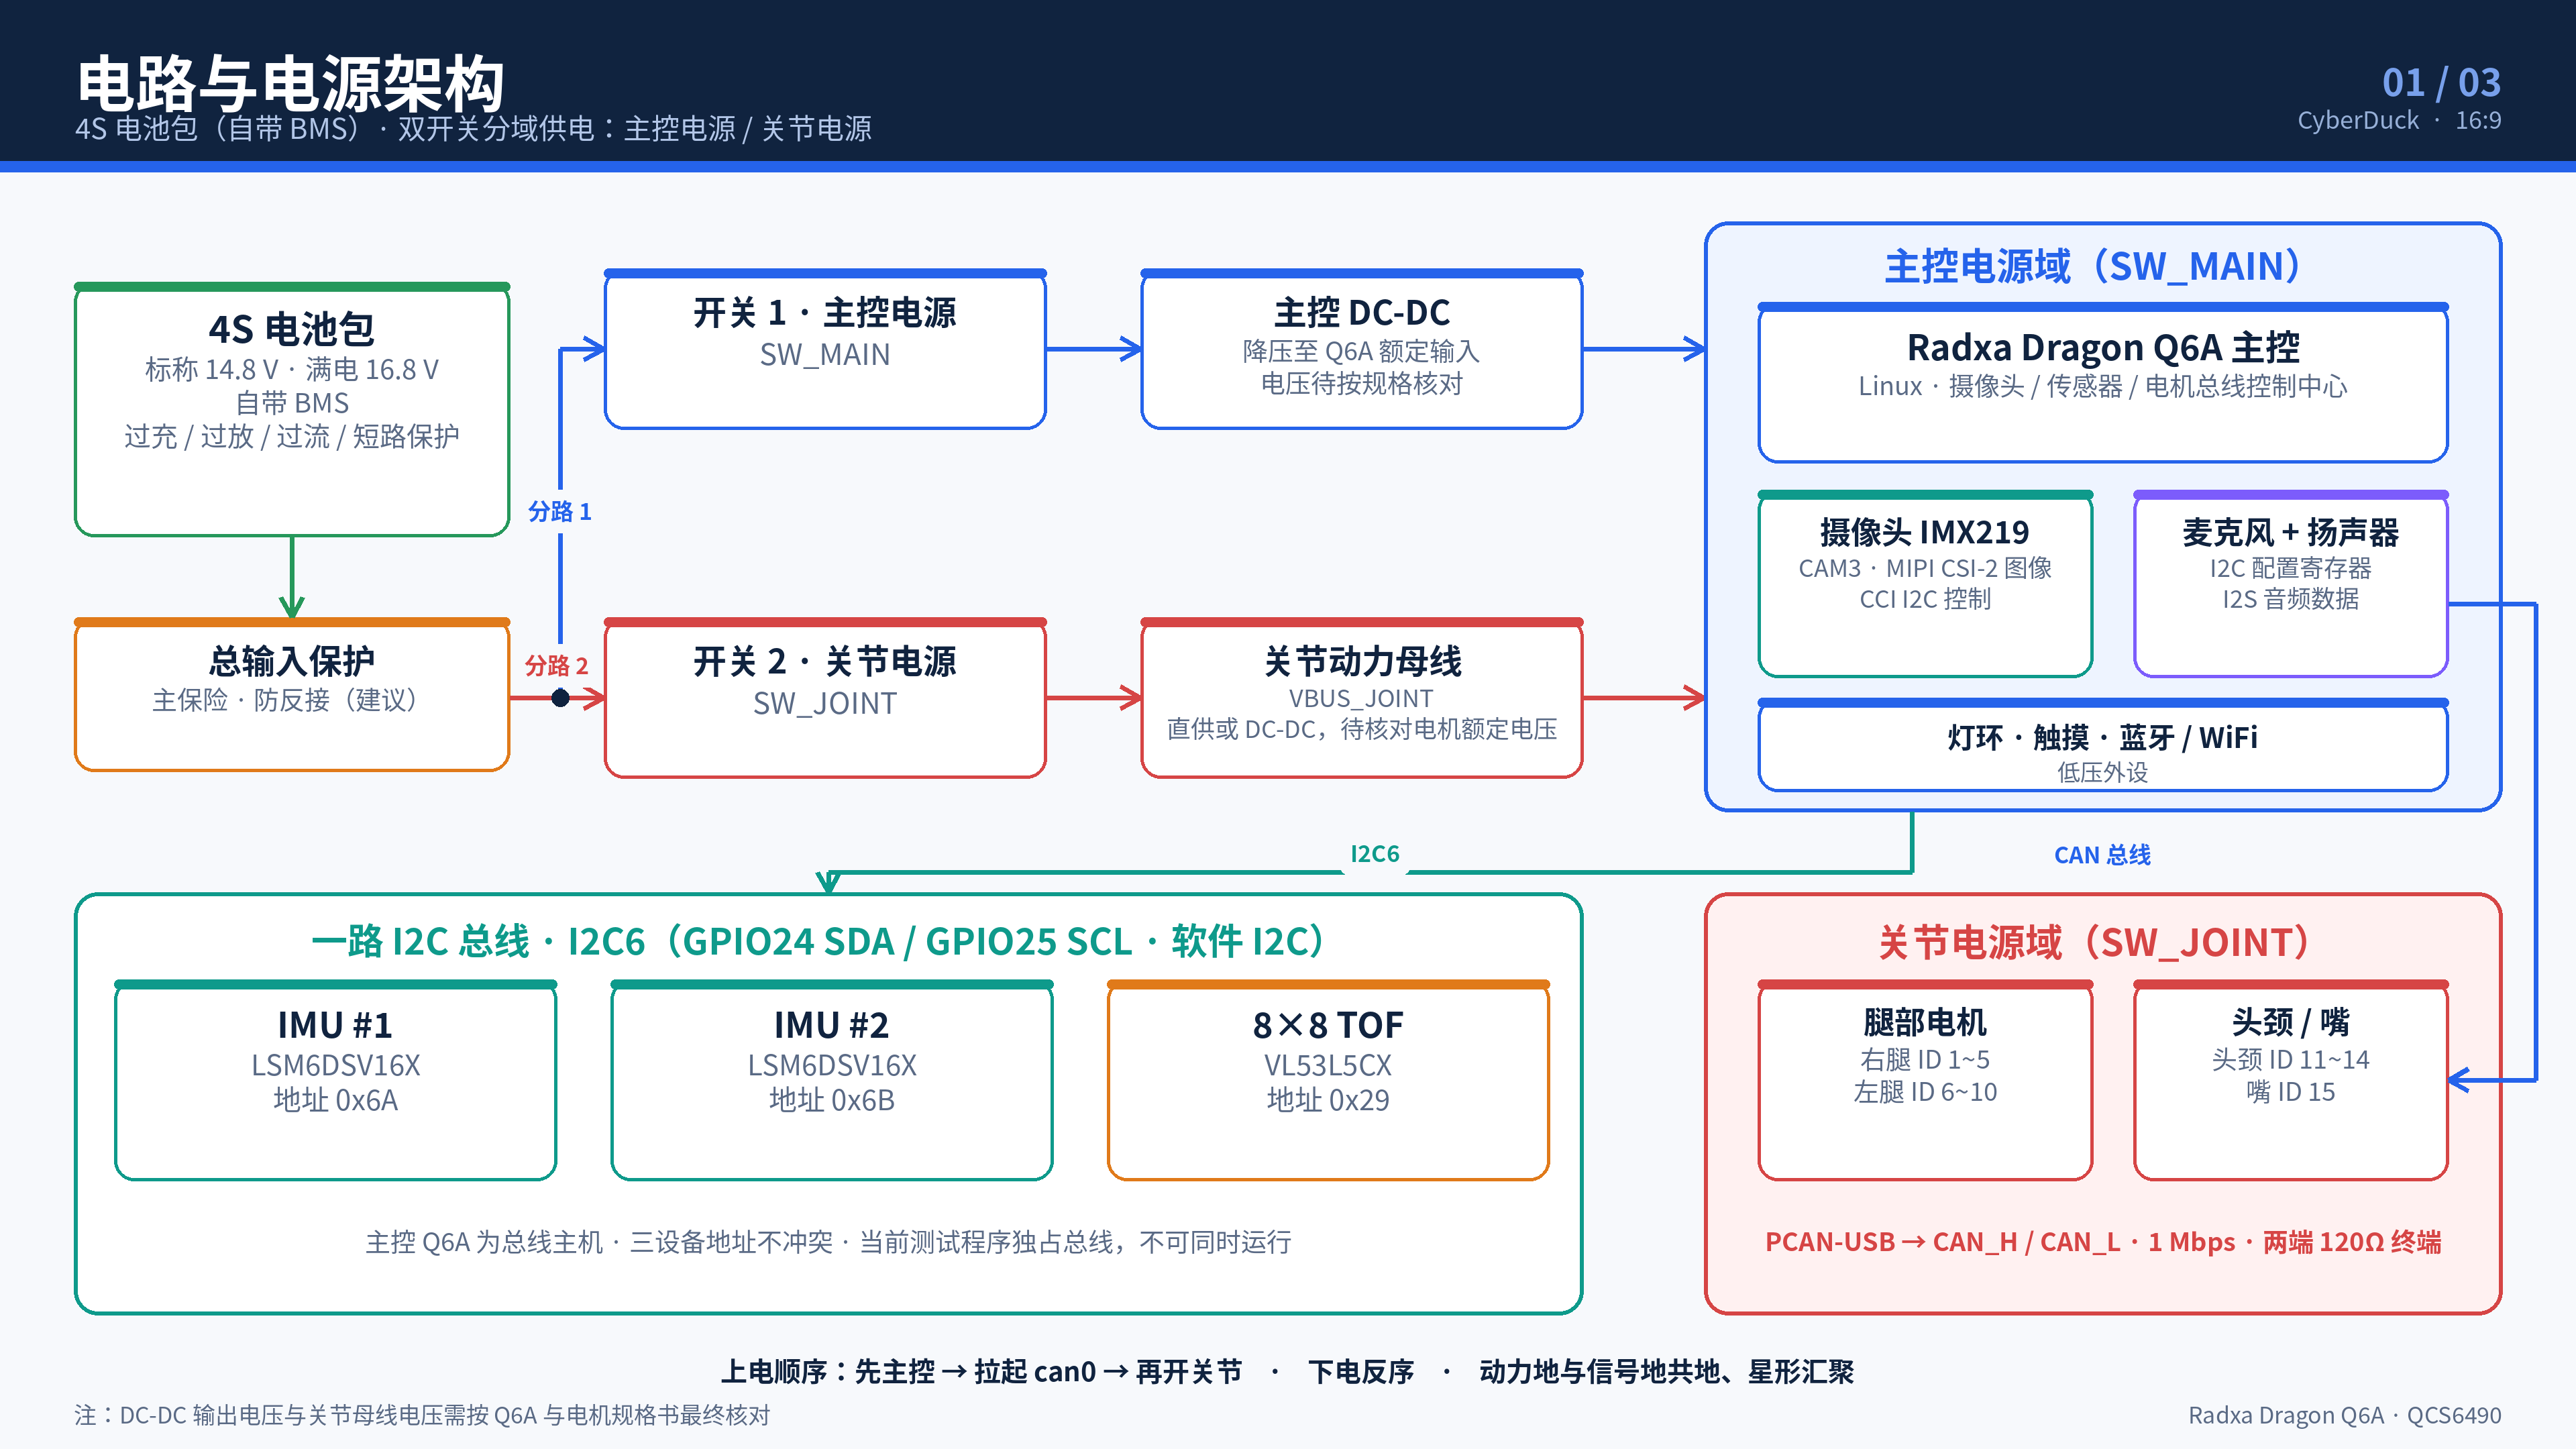 电路与电源架构
4S 电池包（自带 BMS）· 双开关分域供电：主控电源 / 关节电源
01 / 03
CyberDuck · 16:9
4S 电池包
标称 14.8 V · 满电 16.8 V
自带 BMS
过充 / 过放 / 过流 / 短路保护
总输入保护
主保险 · 防反接（建议）
分路 1
分路 2
开关 1 · 主控电源
SW_MAIN
主控 DC-DC
降压至 Q6A 额定输入
电压待按规格核对
开关 2 · 关节电源
SW_JOINT
关节动力母线
VBUS_JOINT
直供或 DC-DC，待核对电机额定电压
主控电源域（SW_MAIN）
Radxa Dragon Q6A 主控
Linux · 摄像头 / 传感器 / 电机总线控制中心
摄像头 IMX219
CAM3 · MIPI CSI-2 图像
CCI I2C 控制
麦克风 + 扬声器
I2C 配置寄存器
I2S 音频数据
灯环 · 触摸 · 蓝牙 / WiFi
低压外设
I2C6
CAN 总线
一路 I2C 总线 · I2C6（GPIO24 SDA / GPIO25 SCL · 软件 I2C）
IMU #1
LSM6DSV16X
地址 0x6A
IMU #2
LSM6DSV16X
地址 0x6B
8×8 TOF
VL53L5CX
地址 0x29
主控 Q6A 为总线主机 · 三设备地址不冲突 · 当前测试程序独占总线，不可同时运行
关节电源域（SW_JOINT）
腿部电机
右腿 ID 1~5
左腿 ID 6~10
头颈 / 嘴
头颈 ID 11~14
嘴 ID 15
PCAN-USB → CAN_H / CAN_L · 1 Mbps · 两端 120Ω 终端
上电顺序：先主控 → 拉起 can0 → 再开关节 · 下电反序 · 动力地与信号地共地、星形汇聚
注：DC-DC 输出电压与关节母线电压需按 Q6A 与电机规格书最终核对
Radxa Dragon Q6A · QCS6490